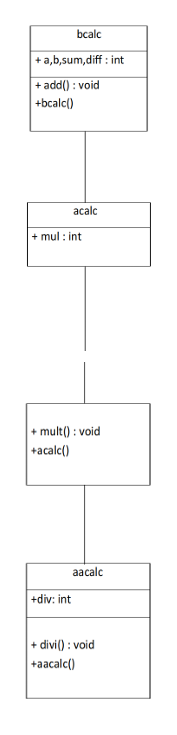 bcalc
+ a,b,sum,diff : int
+ add() : void
+bcalc()
acalc
+ mul : int
+ mult() : void
+acalc()
aacalc
+div: int
+ divi() : void
+aacalc()